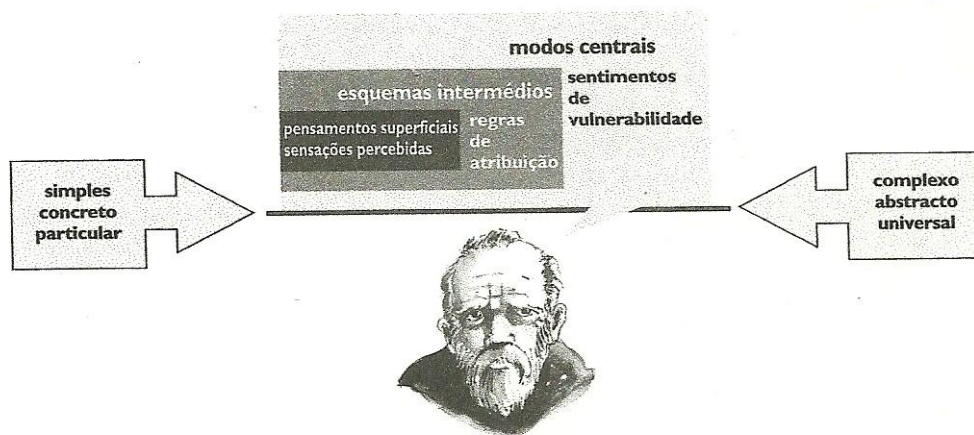 modos centrais
sentimentos
de
vulnerabilidade
esquemas intermédios
regras
de
atribuição
pensamentos superficiais
sensações percebidas
simples
concreto
particular
complexo
abstracto
universal